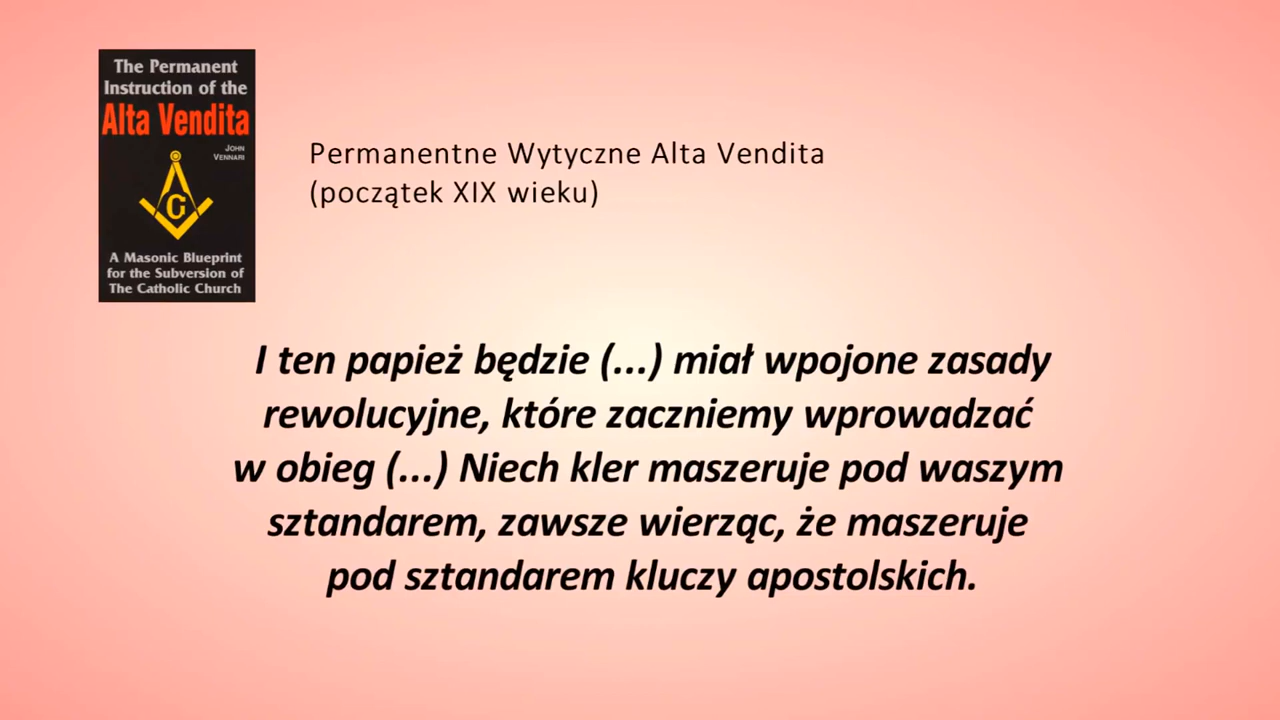 The Permanent
Instruction of the
Alta Vendita
JOHN
VENNARI
G
A Masonic Blueprint
for the Subversion of
The Catholic Church
Permanentne Wytyczne Alta Vendita
(początek XIX wieku)
I ten papież będzie (...) miał wpojone zasady
rewolucyjne, które zaczniemy wprowadzać
w obieg (...) Niech kler maszeruje pod waszym
sztandarem, zawsze wierząc, że maszeruje
pod sztandarem kluczy apostolskich.